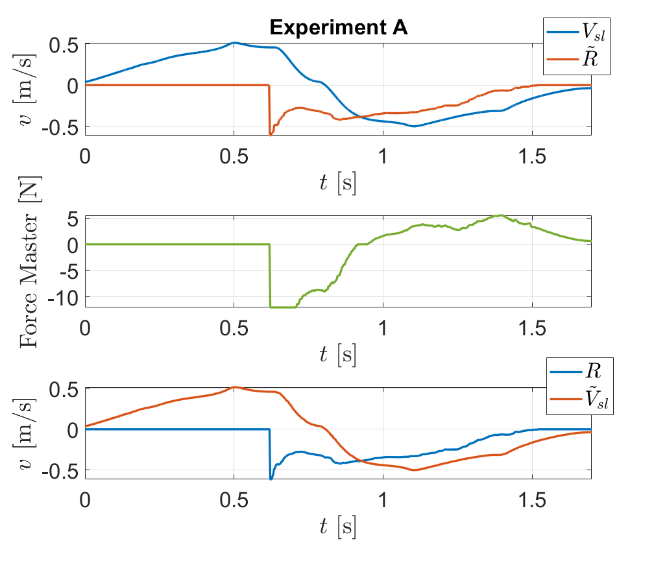 Experiment A
V_sl
R̃
0.5
0
-0.5
v [m/s]
0 0.5 1 1.5
t [s]
5
0
-5
-10
Force Master [N]
0 0.5 1 1.5
t [s]
R
Ṽ_sl
0.5
0
-0.5
v [m/s]
0 0.5 1 1.5
t [s]